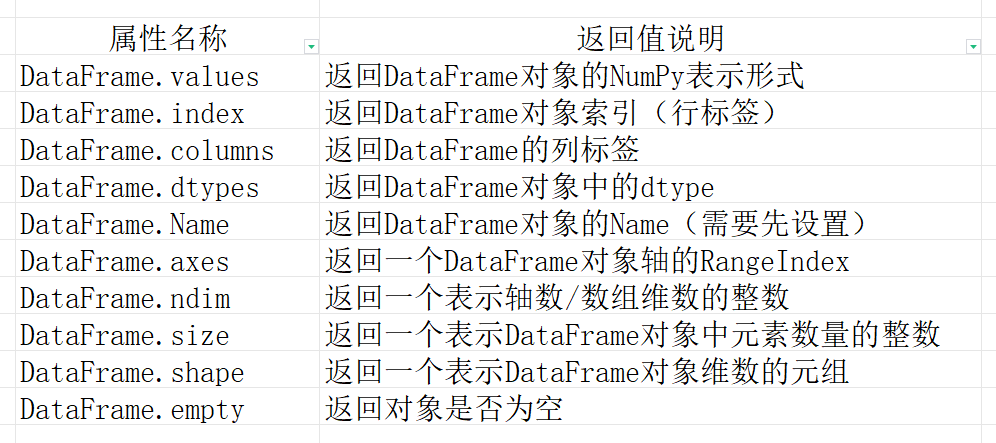 属性名称 返回值说明
DataFrame.values 返回DataFrame对象的NumPy表示形式
DataFrame.index 返回DataFrame对象索引（行标签）
DataFrame.columns 返回DataFrame的列标签
DataFrame.dtypes 返回DataFrame对象中的dtype
DataFrame.Name 返回DataFrame对象的Name（需要先设置）
DataFrame.axes 返回一个DataFrame对象轴的RangeIndex
DataFrame.ndim 返回一个表示轴数/数组维数的整数
DataFrame.size 返回一个表示DataFrame对象中元素数量的整数
DataFrame.shape 返回一个表示DataFrame对象维数的元组
DataFrame.empty 返回对象是否为空